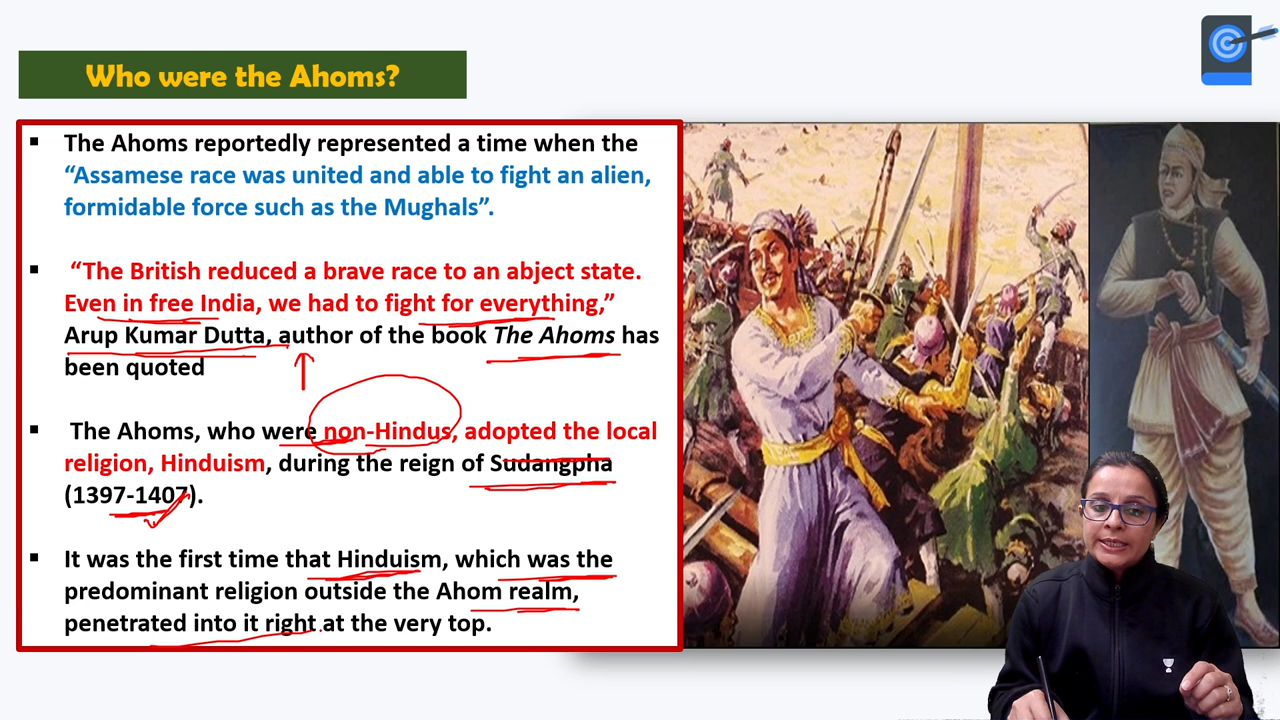 Who were the Ahoms?
▪ The Ahoms reportedly represented a time when the
“Assamese race was united and able to fight an alien,
formidable force such as the Mughals”.
▪ “The British reduced a brave race to an abject state.
Even in free India, we had to fight for everything,”
Arup Kumar Dutta, author of the book The Ahoms has
been quoted
▪ The Ahoms, who were non-Hindus, adopted the local
religion, Hinduism, during the reign of Sudangpha
(1397-1407).
▪ It was the first time that Hinduism, which was the
predominant religion outside the Ahom realm,
penetrated into it right at the very top.